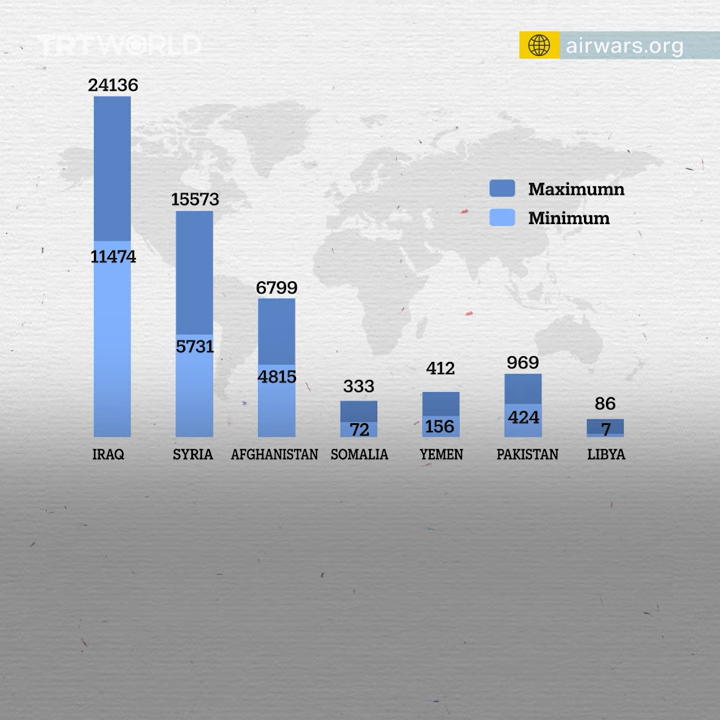 TRTWORLD
airwars.org
24136
15573
Maximumn
Minimum
11474
6799
5731
4815
969
412
333
86
424
156
72
7
IRAQ SYRIA AFGHANISTAN SOMALIA YEMEN PAKISTAN LIBYA